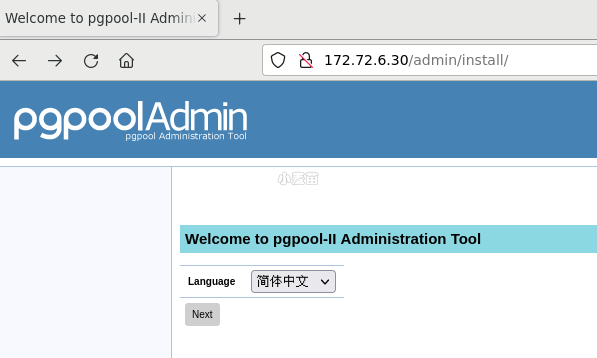 Welcome to pgpool-II Admini
172.72.6.30/admin/install/
pgpoolAdmin
pgpool Administration Tool
小麦苗
Welcome to pgpool-II Administration Tool
Language
简体中文
Next